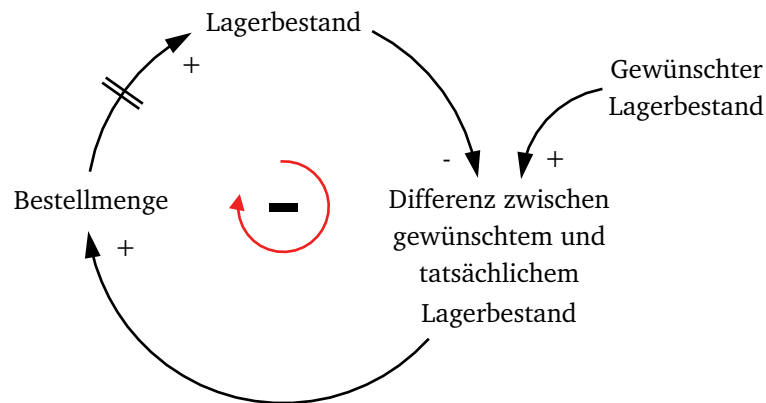 Lagerbestand
+
Gewünschter
Lagerbestand
-
+
Bestellmenge
Differenz zwischen
gewünschtem und
tatsächlichem
Lagerbestand
+